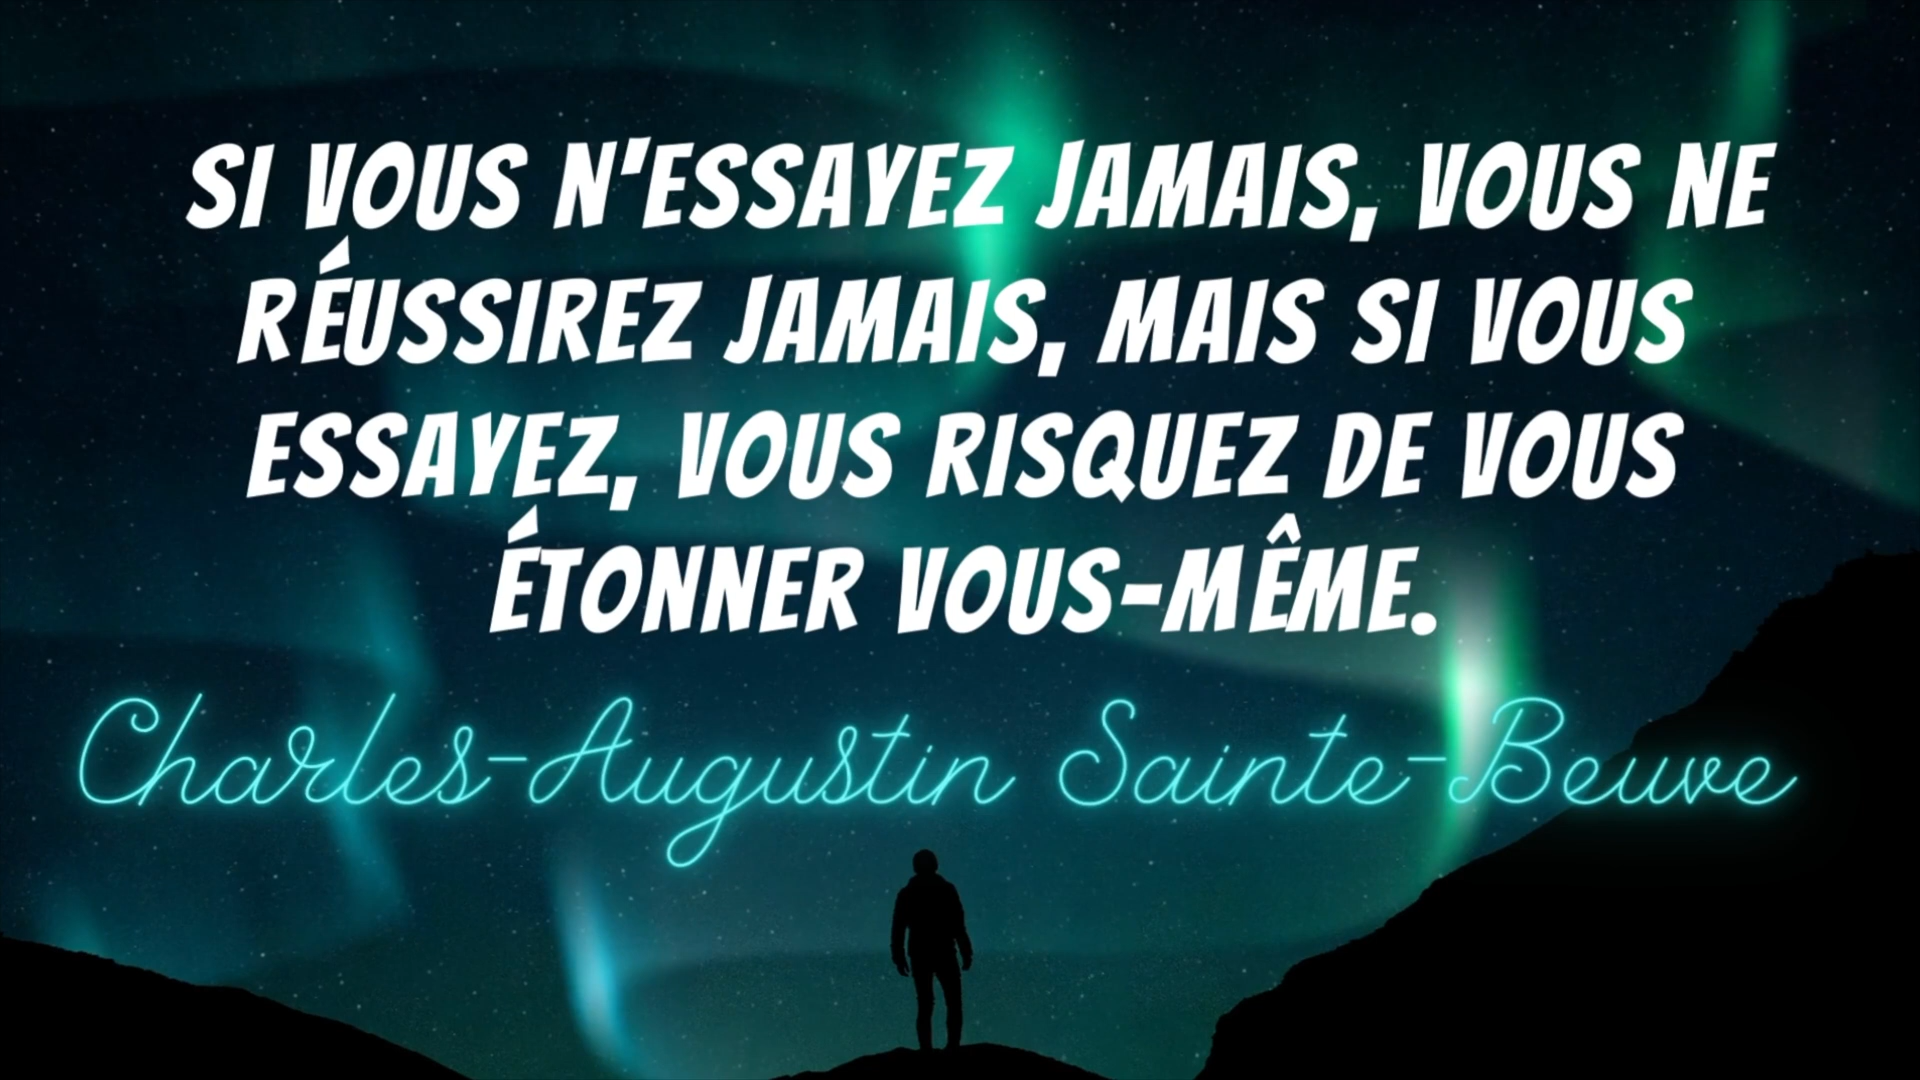 SI VOUS N'ESSAYEZ JAMAIS, VOUS NE
RÉUSSIREZ JAMAIS, MAIS SI VOUS
ESSAYEZ, VOUS RISQUEZ DE VOUS
ÉTONNER VOUS-MÊME.
Charles-Augustin Sainte-Beuve